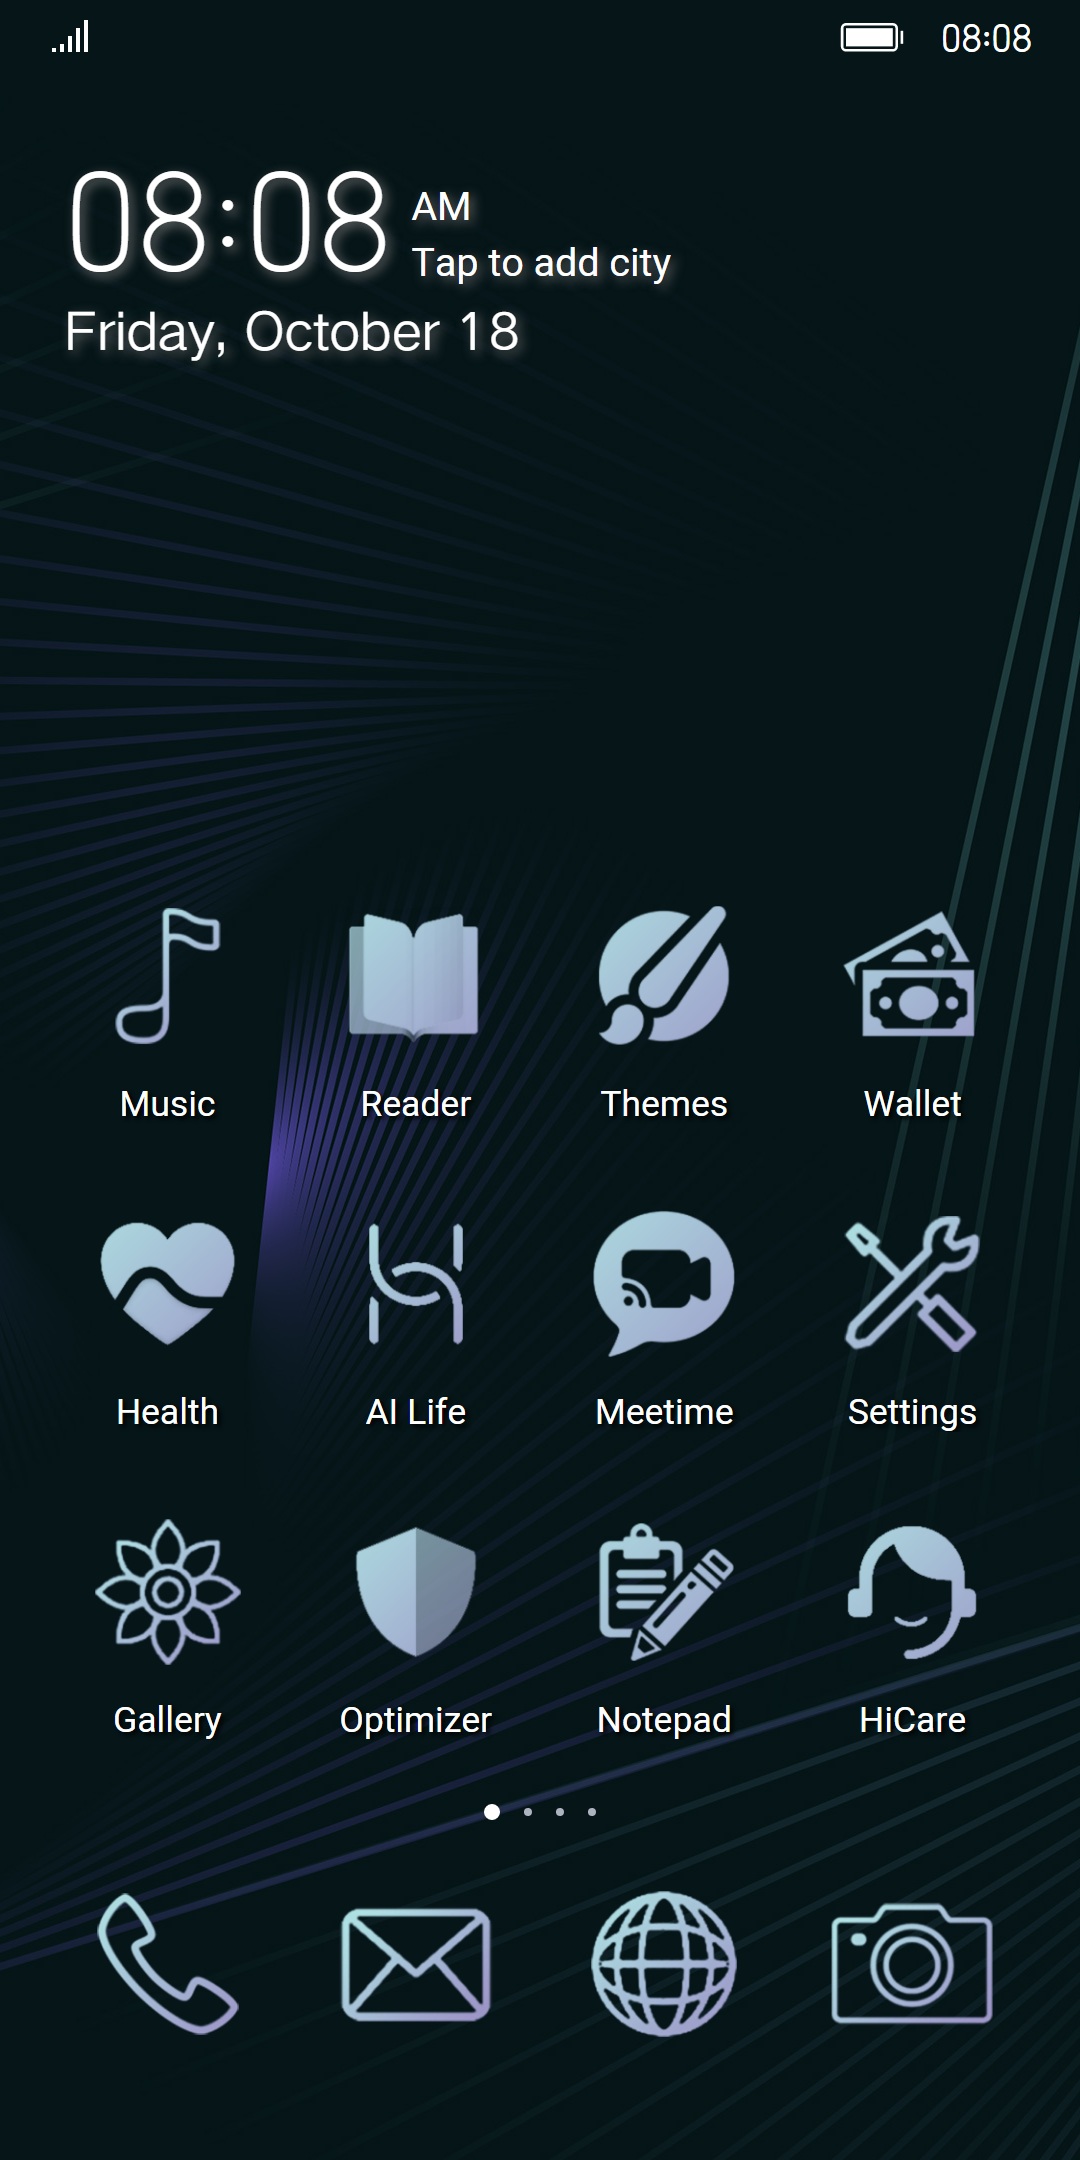 08:08
08:08 AM
Tap to add city
Friday, October 18
Music Reader Themes Wallet
Health AI Life Meetime Settings
Gallery Optimizer Notepad HiCare